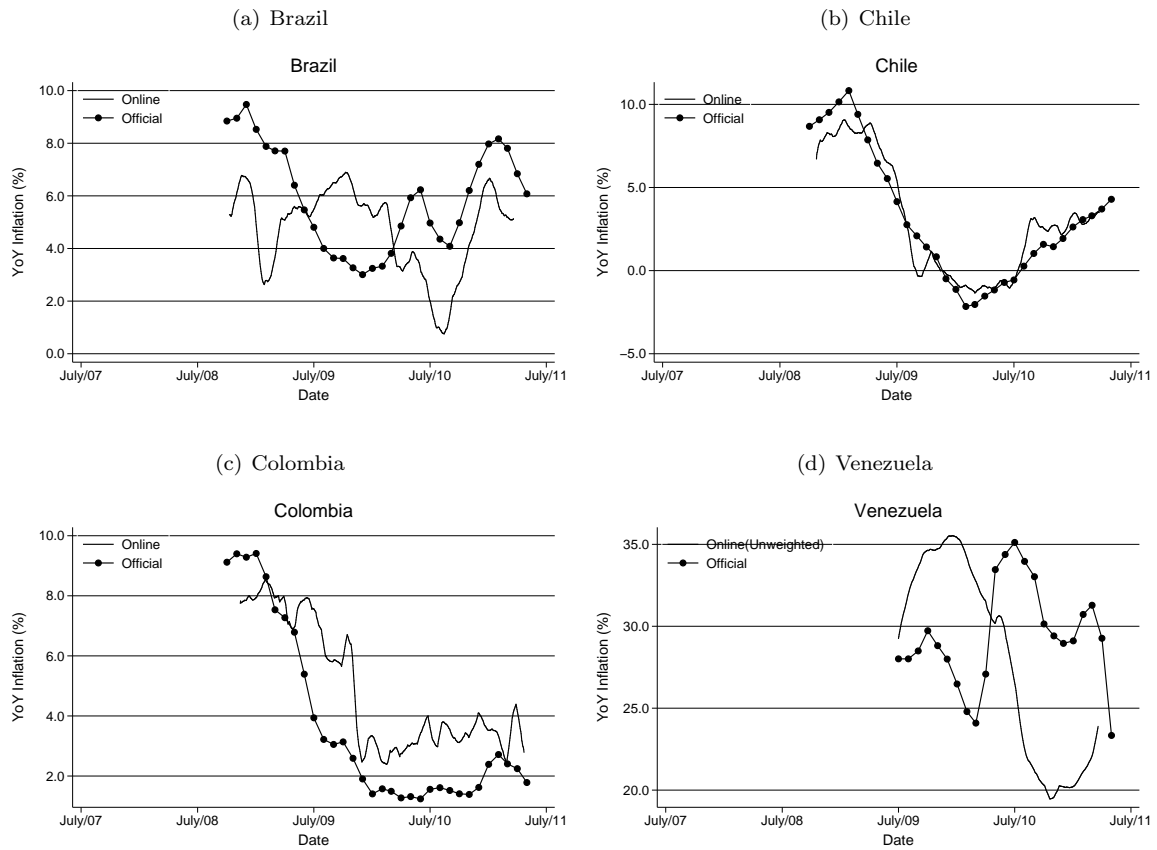 (a) Brazil
Brazil
Online
Official
10.0
8.0
6.0
4.0
2.0
0.0
YoY Inflation (%)
July/07 July/08 July/09 July/10 July/11
Date
(b) Chile
Chile
Online
Official
10.0
5.0
0.0
−5.0
YoY Inflation (%)
July/07 July/08 July/09 July/10 July/11
Date
(c) Colombia
Colombia
Online
Official
10.0
8.0
6.0
4.0
2.0
YoY Inflation (%)
July/07 July/08 July/09 July/10 July/11
Date
(d) Venezuela
Venezuela
Online(Unweighted)
Official
35.0
30.0
25.0
20.0
YoY Inflation (%)
July/07 July/08 July/09 July/10 July/11
Date